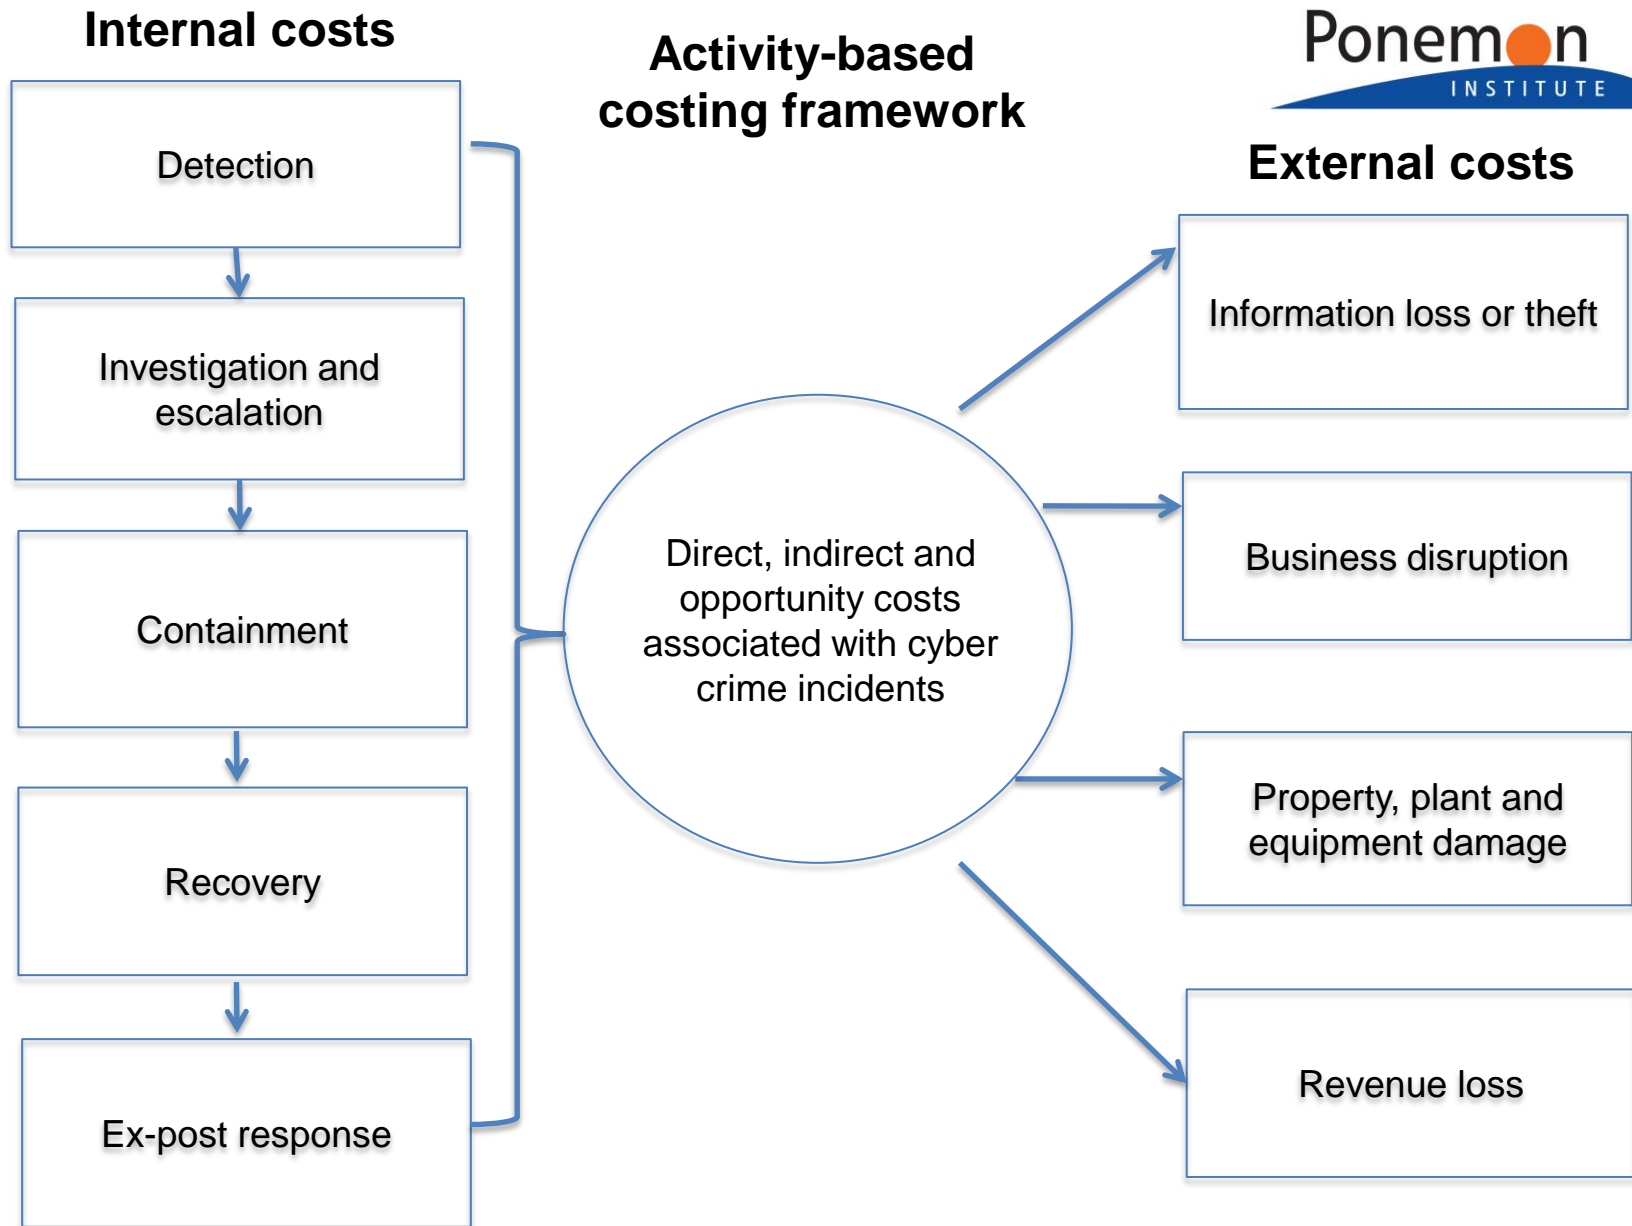 Internal costs
Activity-based
costing framework
Ponemon
INSTITUTE
External costs
Detection
Investigation and
escalation
Containment
Recovery
Ex-post response
Direct, indirect and
opportunity costs
associated with cyber
crime incidents
Information loss or theft
Business disruption
Property, plant and
equipment damage
Revenue loss